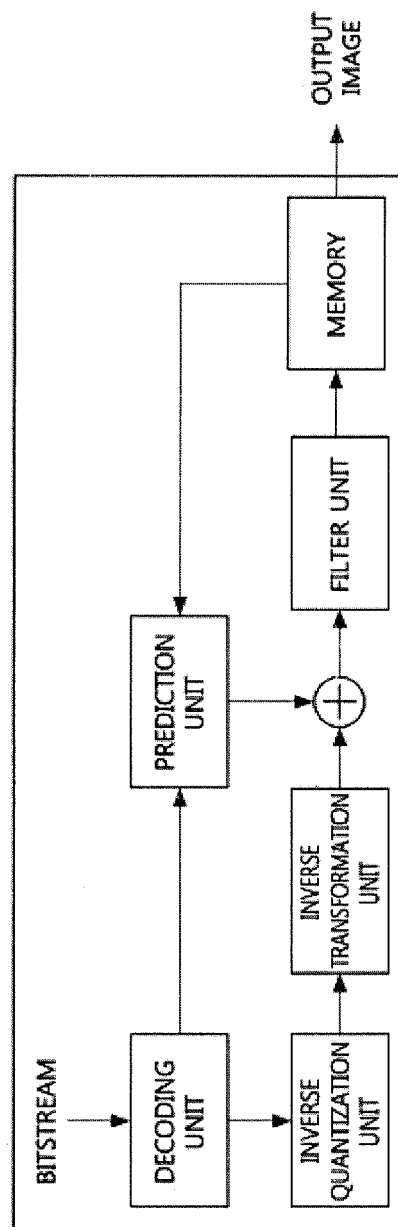 BITSTREAM
DECODING
UNIT
PREDICTION
UNIT
INVERSE
QUANTIZATION
UNIT
INVERSE
TRANSFORMATION
UNIT
FILTER UNIT
MEMORY
OUTPUT
IMAGE